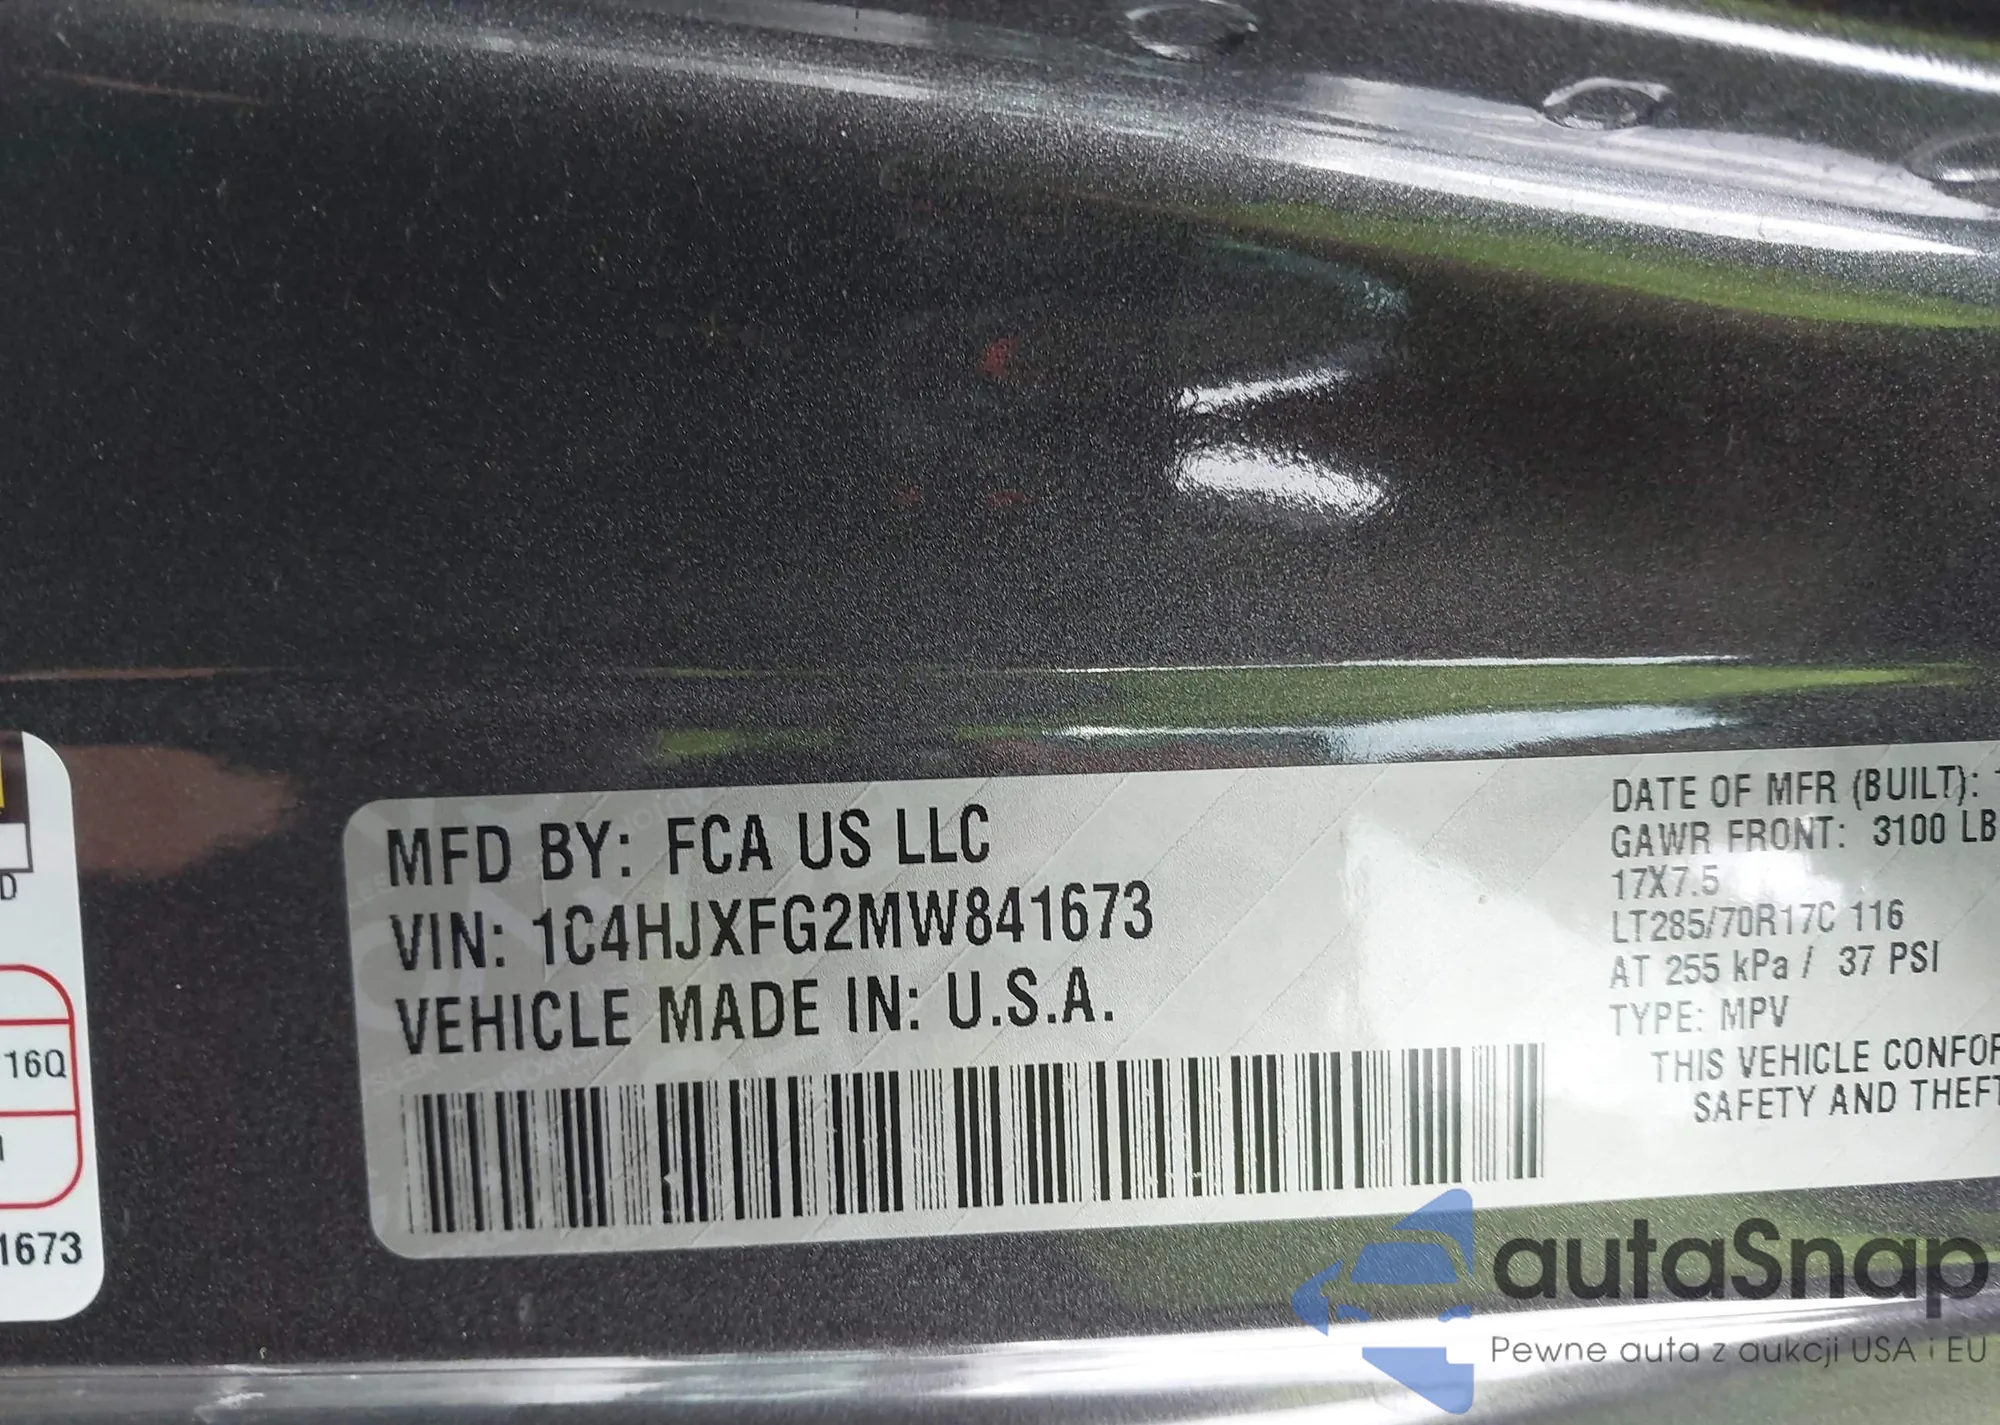 MFD BY: FCA US LLC
VIN: 1C4HJXFG2MW841673
VEHICLE MADE IN: U.S.A.
DATE OF MFR (BUILT):
GAWR FRONT: 3100 LB
17X7.5
LT285/70R17C 116
AT 255 kPa / 37 PSI
TYPE: MPV
THIS VEHICLE CONFOR
SAFETY AND THEFT
D
16Q
1673
autaSnap
Pewne auta z aukcji USA i EU